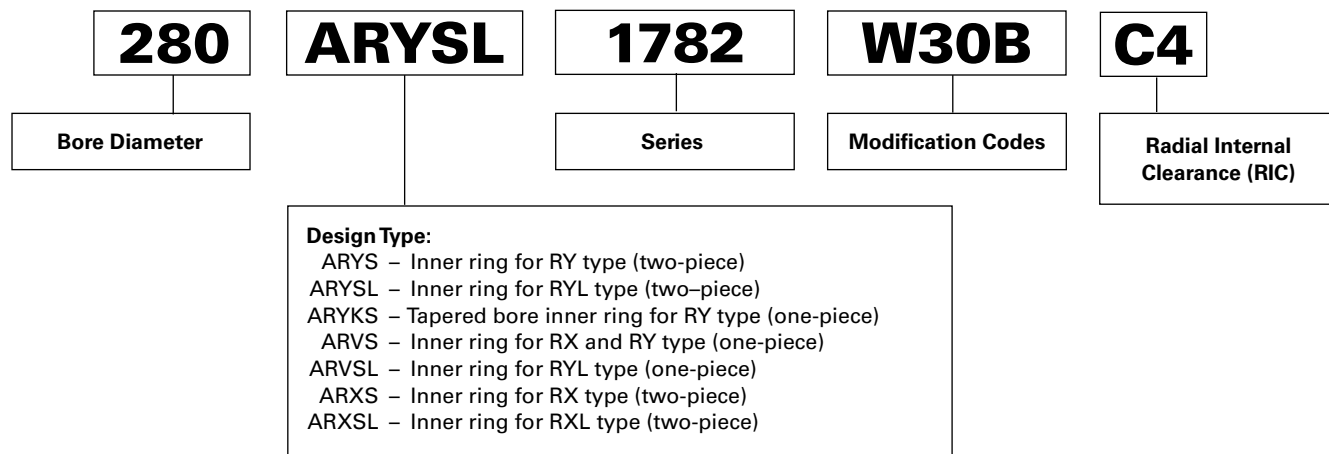 280 ARYSL 1782 W30B C4
Bore Diameter
Series
Modification Codes
Radial Internal
Clearance (RIC)
Design Type:
ARYS – Inner ring for RY type (two-piece)
ARYSL – Inner ring for RYL type (two–piece)
ARYKS – Tapered bore inner ring for RY type (one-piece)
ARVS – Inner ring for RX and RY type (one-piece)
ARVSL – Inner ring for RYL type (one-piece)
ARXS – Inner ring for RX type (two-piece)
ARXSL – Inner ring for RXL type (two-piece)